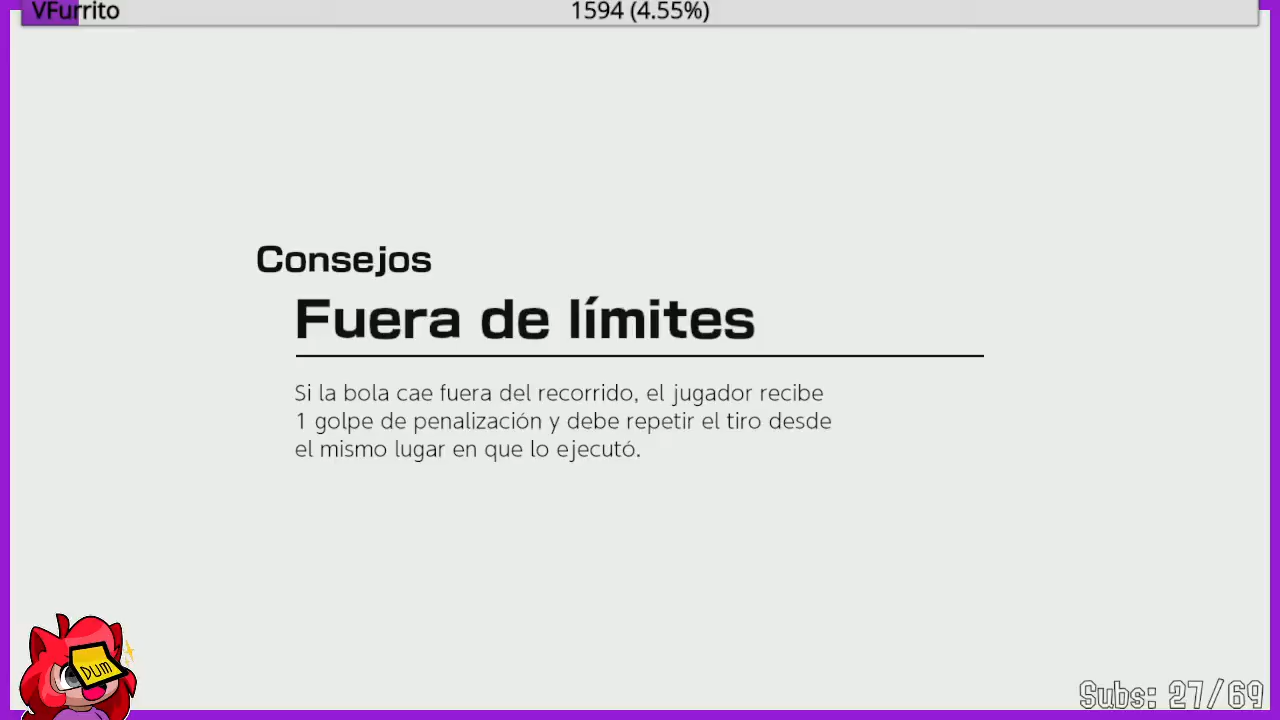 VFurrito
1594 (4.55%)
Consejos
Fuera de límites
Si la bola cae fuera del recorrido, el jugador recibe
1 golpe de penalización y debe repetir el tiro desde
el mismo lugar en que lo ejecutó.
DUM
Subs: 27/69